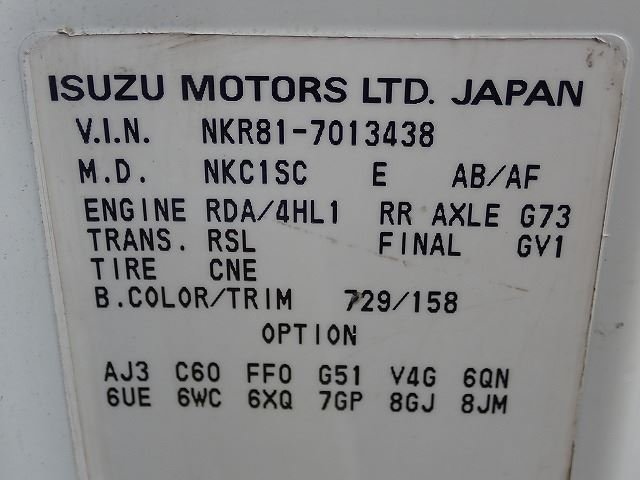 ISUZU MOTORS LTD. JAPAN
V.I.N. NKR81-7013438
M.D. NKC1SC E AB/AF
ENGINE RDA/4HL1 RR AXLE G73
TRANS. RSL FINAL GV1
TIRE CNE
B.COLOR/TRIM 729/158
OPTION
AJ3 C60 FF0 G51 V4G 6QN
6UE 6WC 6XQ 7GP 8GJ 8JM